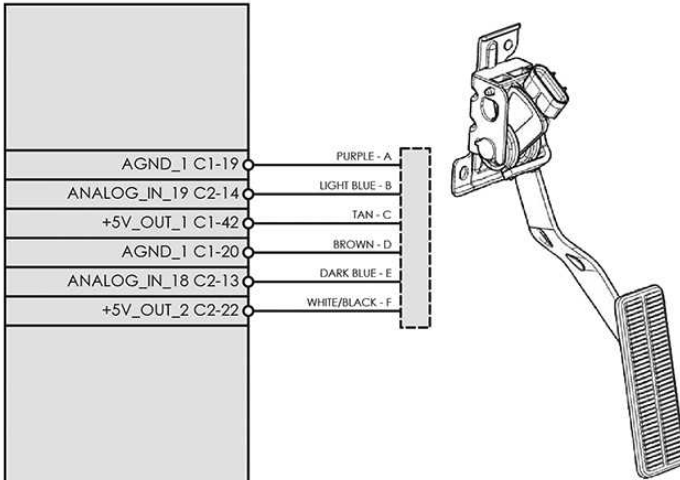 AGND_1 C1-19
PURPLE - A
ANALOG_IN_19 C2-14
LIGHT BLUE - B
+5V_OUT_1 C1-42
TAN - C
AGND_1 C1-20
BROWN - D
ANALOG_IN_18 C2-13
DARK BLUE - E
+5V_OUT_2 C2-22
WHITE/BLACK - F